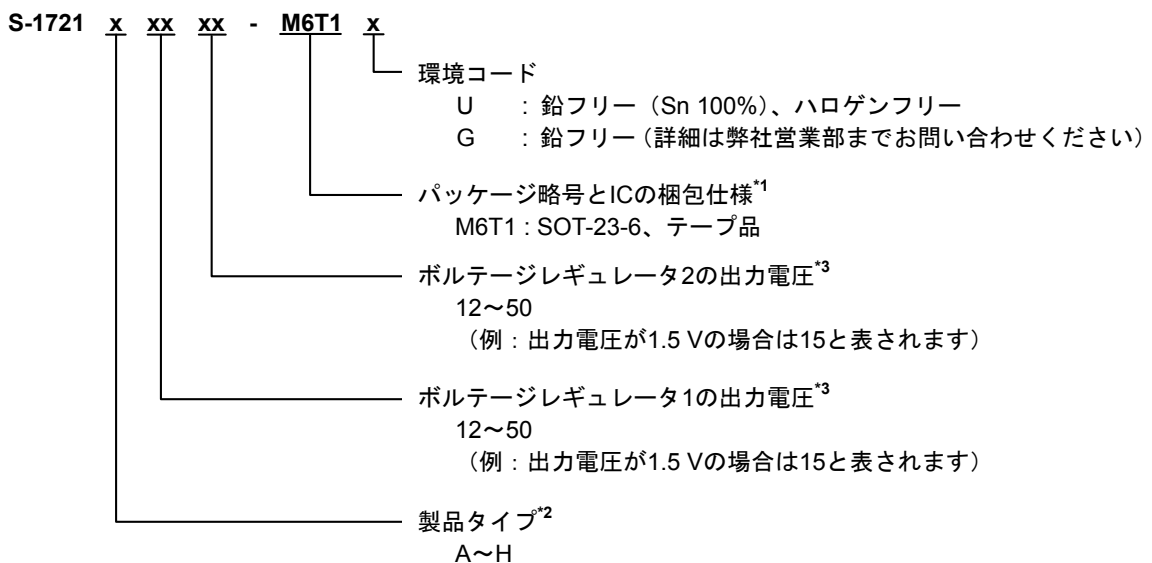 S-1721 x xx xx - M6T1 x
環境コード
U : 鉛フリー（Sn 100%）、ハロゲンフリー
G : 鉛フリー（詳細は弊社営業部までお問い合わせください）
パッケージ略号とICの梱包仕様*1
M6T1 : SOT-23-6、テープ品
ボルテージレギュレータ2の出力電圧*3
12～50
（例：出力電圧が1.5 Vの場合は15と表されます）
ボルテージレギュレータ1の出力電圧*3
12～50
（例：出力電圧が1.5 Vの場合は15と表されます）
製品タイプ*2
A～H